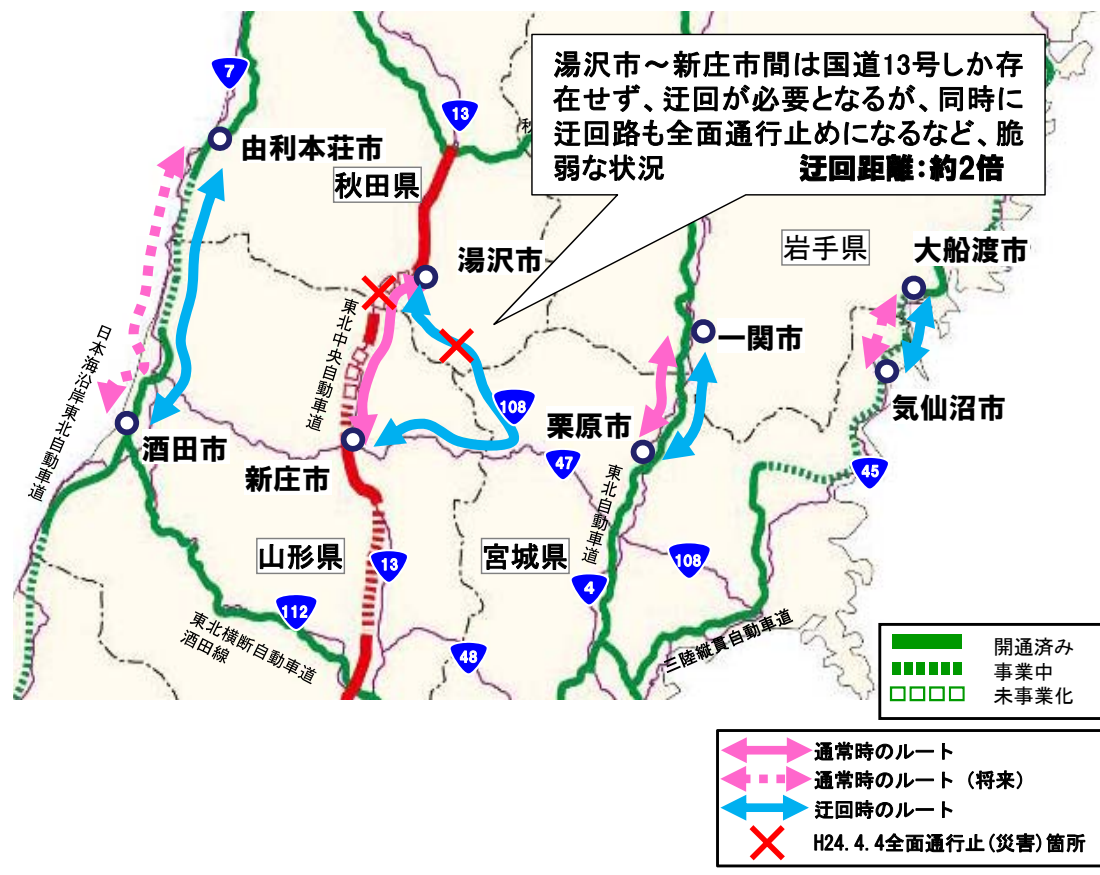 湯沢市～新庄市間は国道13号しか存
在せず、迂回が必要となるが、同時に
迂回路も全面通行止めになるなど、脆
弱な状況
迂回距離：約2倍
7
13
由利本荘市
秋田県
秋
湯沢市
岩手県
大船渡市
東北中央自動車道
日本海沿岸東北自動車道
一関市
108
栗原市
気仙沼市
酒田市
新庄市
47
45
東北自動車道
山形県
13
宮城県
108
4
112
東北横断自動車道
酒田線
48
三陸縦貫自動車道
開通済み
事業中
未事業化
通常時のルート
通常時のルート（将来）
迂回時のルート
H24.4.4全面通行止(災害)箇所